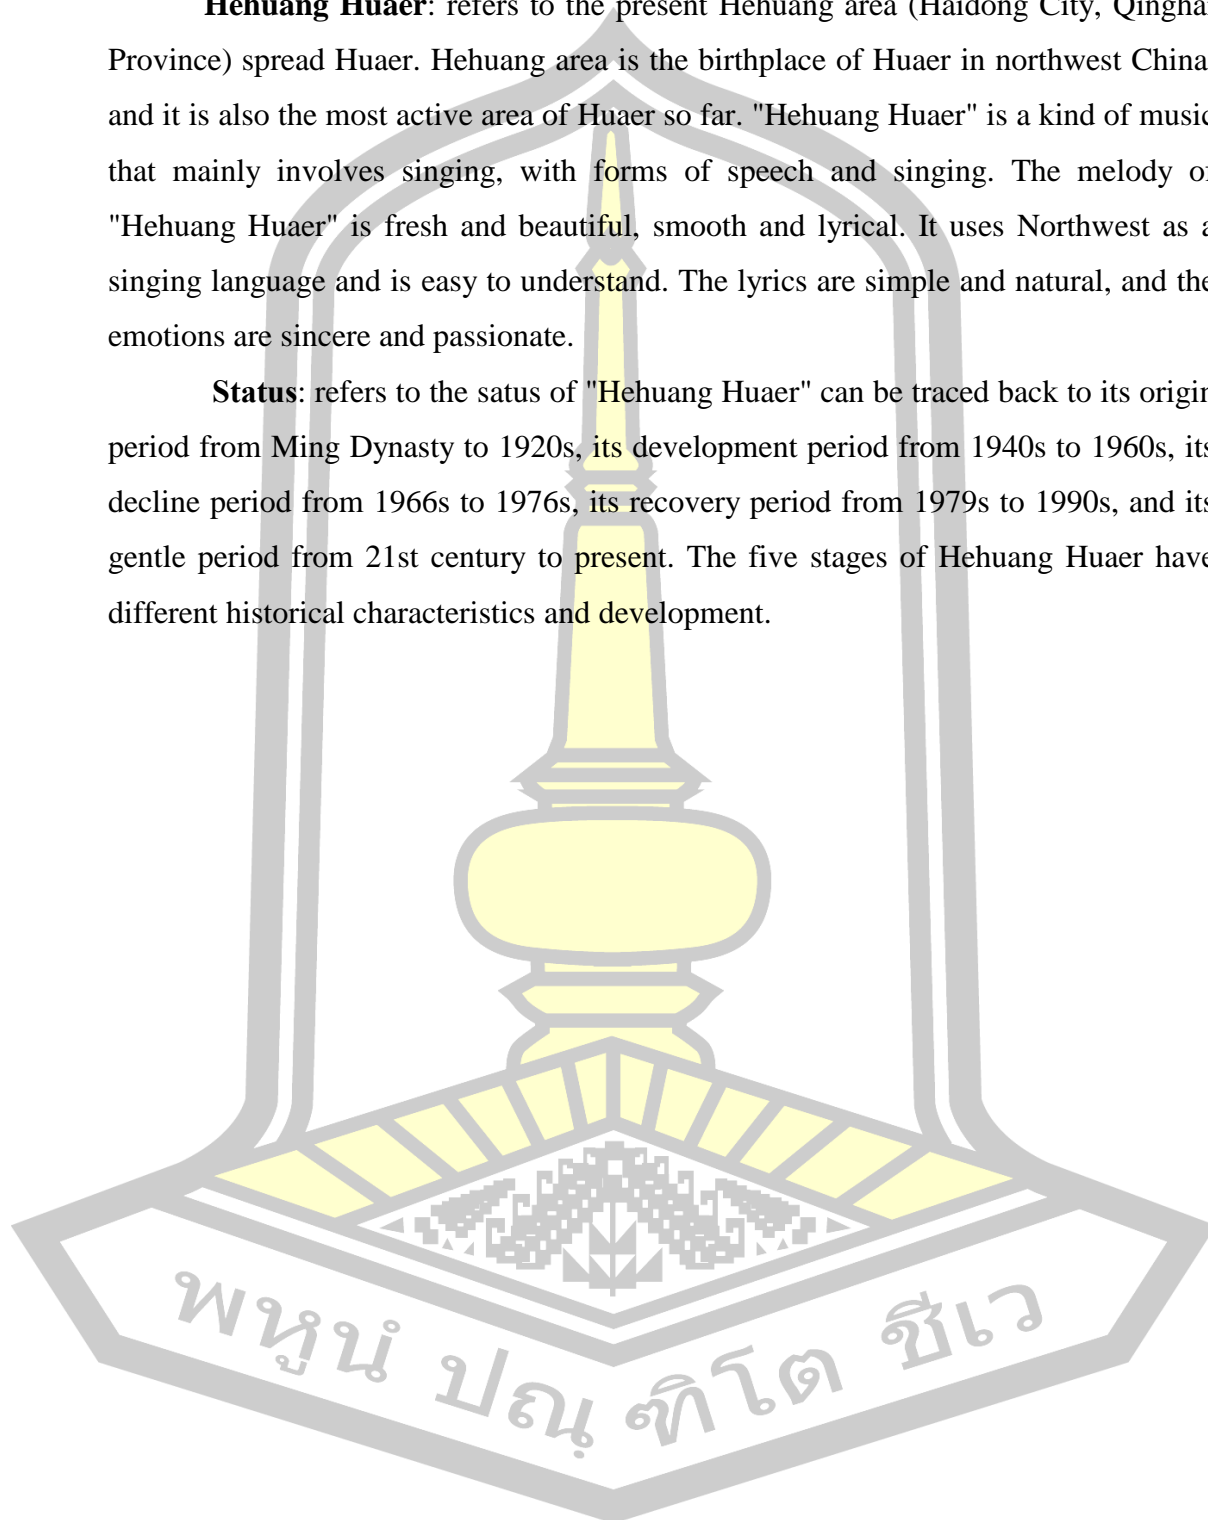 Hehuang Huaer: refers to the present Hehuang area (Haidong City, Qinghai
Province) spread Huaer. Hehuang area is the birthplace of Huaer in northwest China,
and it is also the most active area of Huaer so far. "Hehuang Huaer" is a kind of music
that mainly involves singing, with forms of speech and singing. The melody of
"Hehuang Huaer" is fresh and beautiful, smooth and lyrical. It uses Northwest as a
singing language and is easy to understand. The lyrics are simple and natural, and the
emotions are sincere and passionate.
Status: refers to the satus of "Hehuang Huaer" can be traced back to its origin
period from Ming Dynasty to 1920s, its development period from 1940s to 1960s, its
decline period from 1966s to 1976s, its recovery period from 1979s to 1990s, and its
gentle period from 21st century to present. The five stages of Hehuang Huaer have
different historical characteristics and development.
พหูนํ ปณฺฑิโต ชีเว